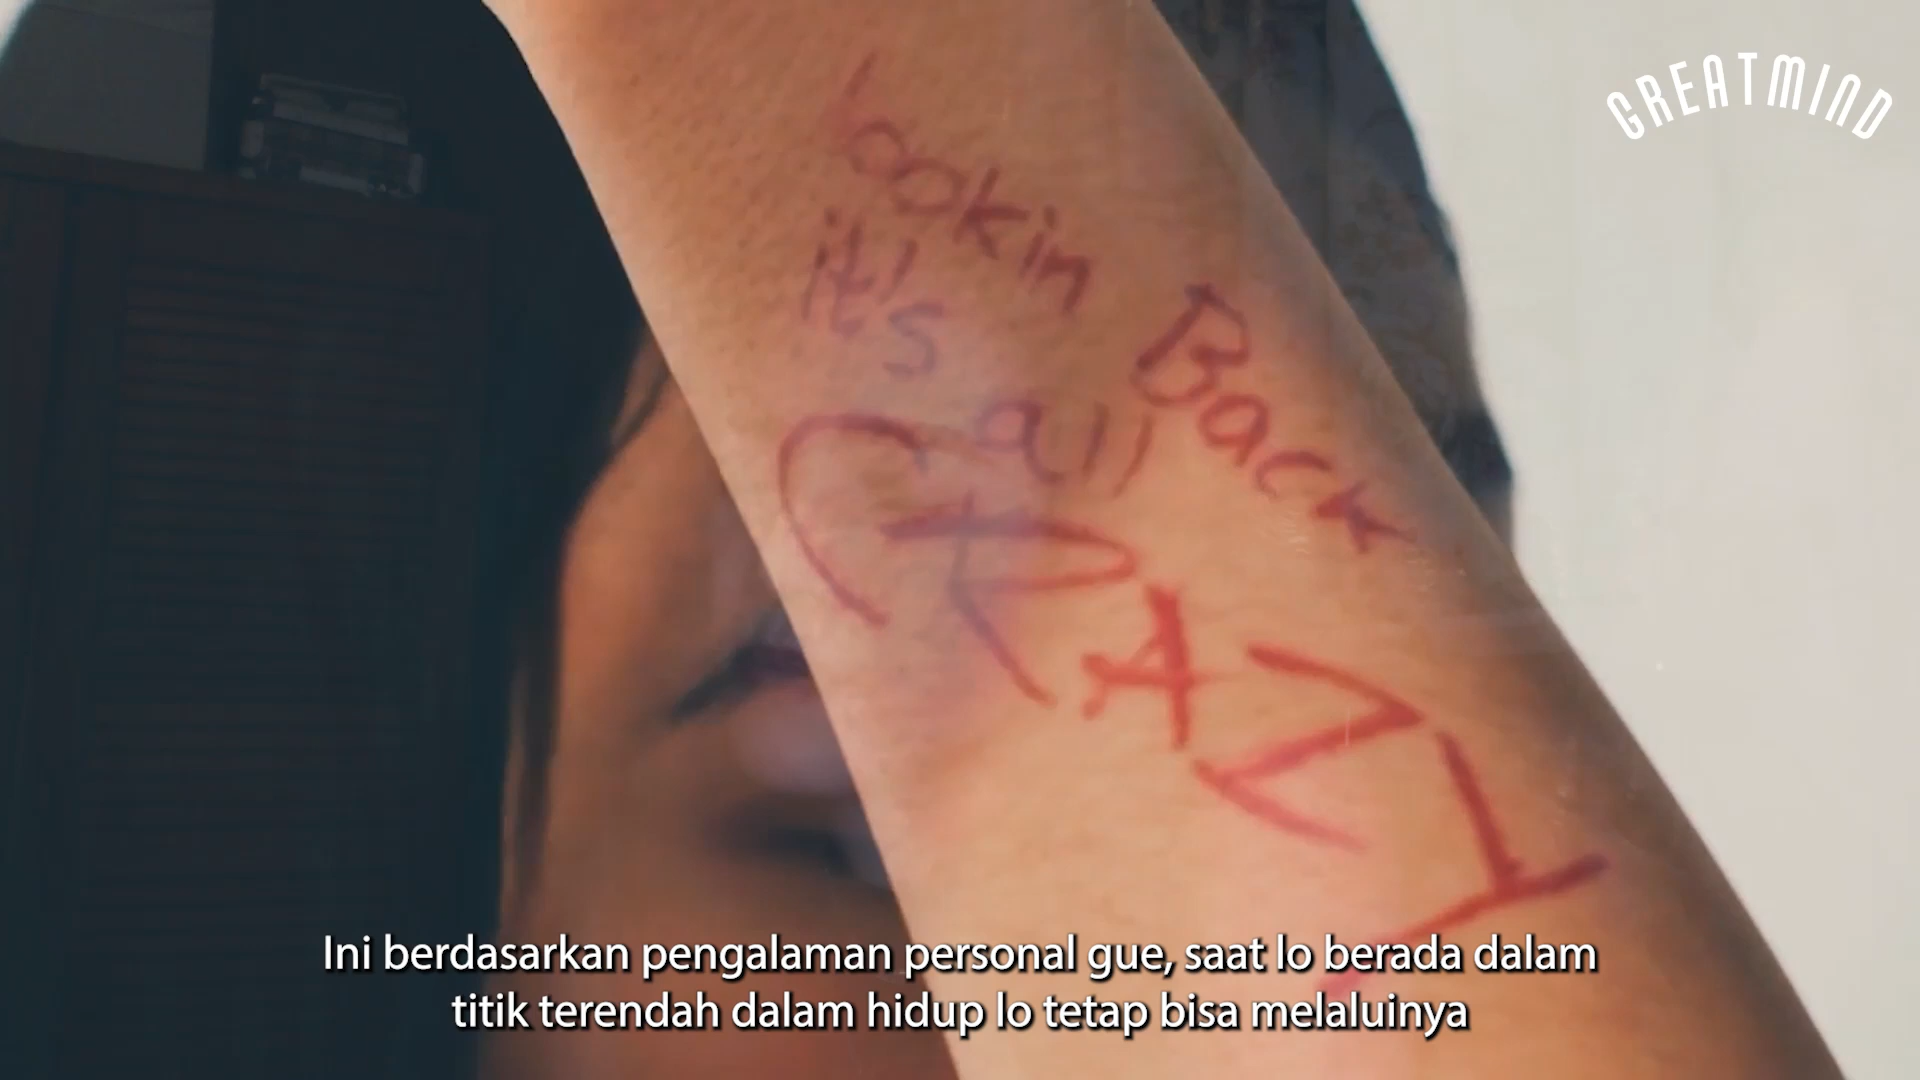 GREATMIND
Lookin
Back
it's
all
CRAZY
Ini berdasarkan pengalaman personal gue, saat lo berada dalam
titik terendah dalam hidup lo tetap bisa melaluinya